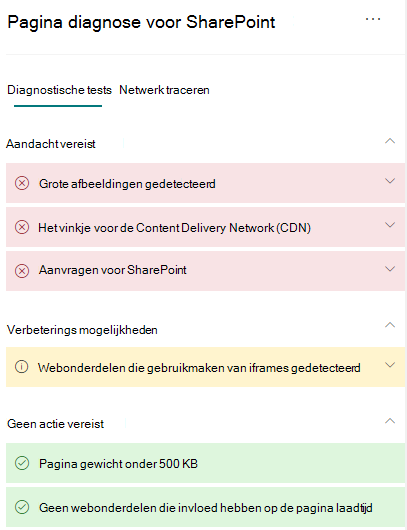 Pagina diagnose voor SharePoint
Diagnostische tests Netwerk traceren
Aandacht vereist
Grote afbeeldingen gedetecteerd
Het vinkje voor de Content Delivery Network (CDN)
Aanvragen voor SharePoint
Verbeterings mogelijkheden
Webonderdelen die gebruikmaken van iframes gedetecteerd
Geen actie vereist
Pagina gewicht onder 500 KB
Geen webonderdelen die invloed hebben op de pagina laadtijd